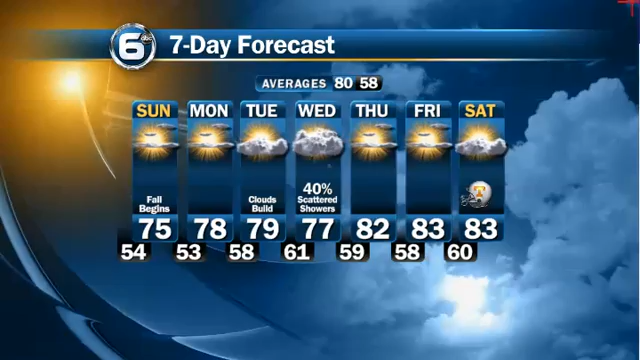 6 abc 7-Day Forecast
AVERAGES 80 58
SUN MON TUE WED THU FRI SAT
Fall Begins
Clouds Build
40% Scattered Showers
T
75 78 79 77 82 83 83
54 53 58 61 59 58 60